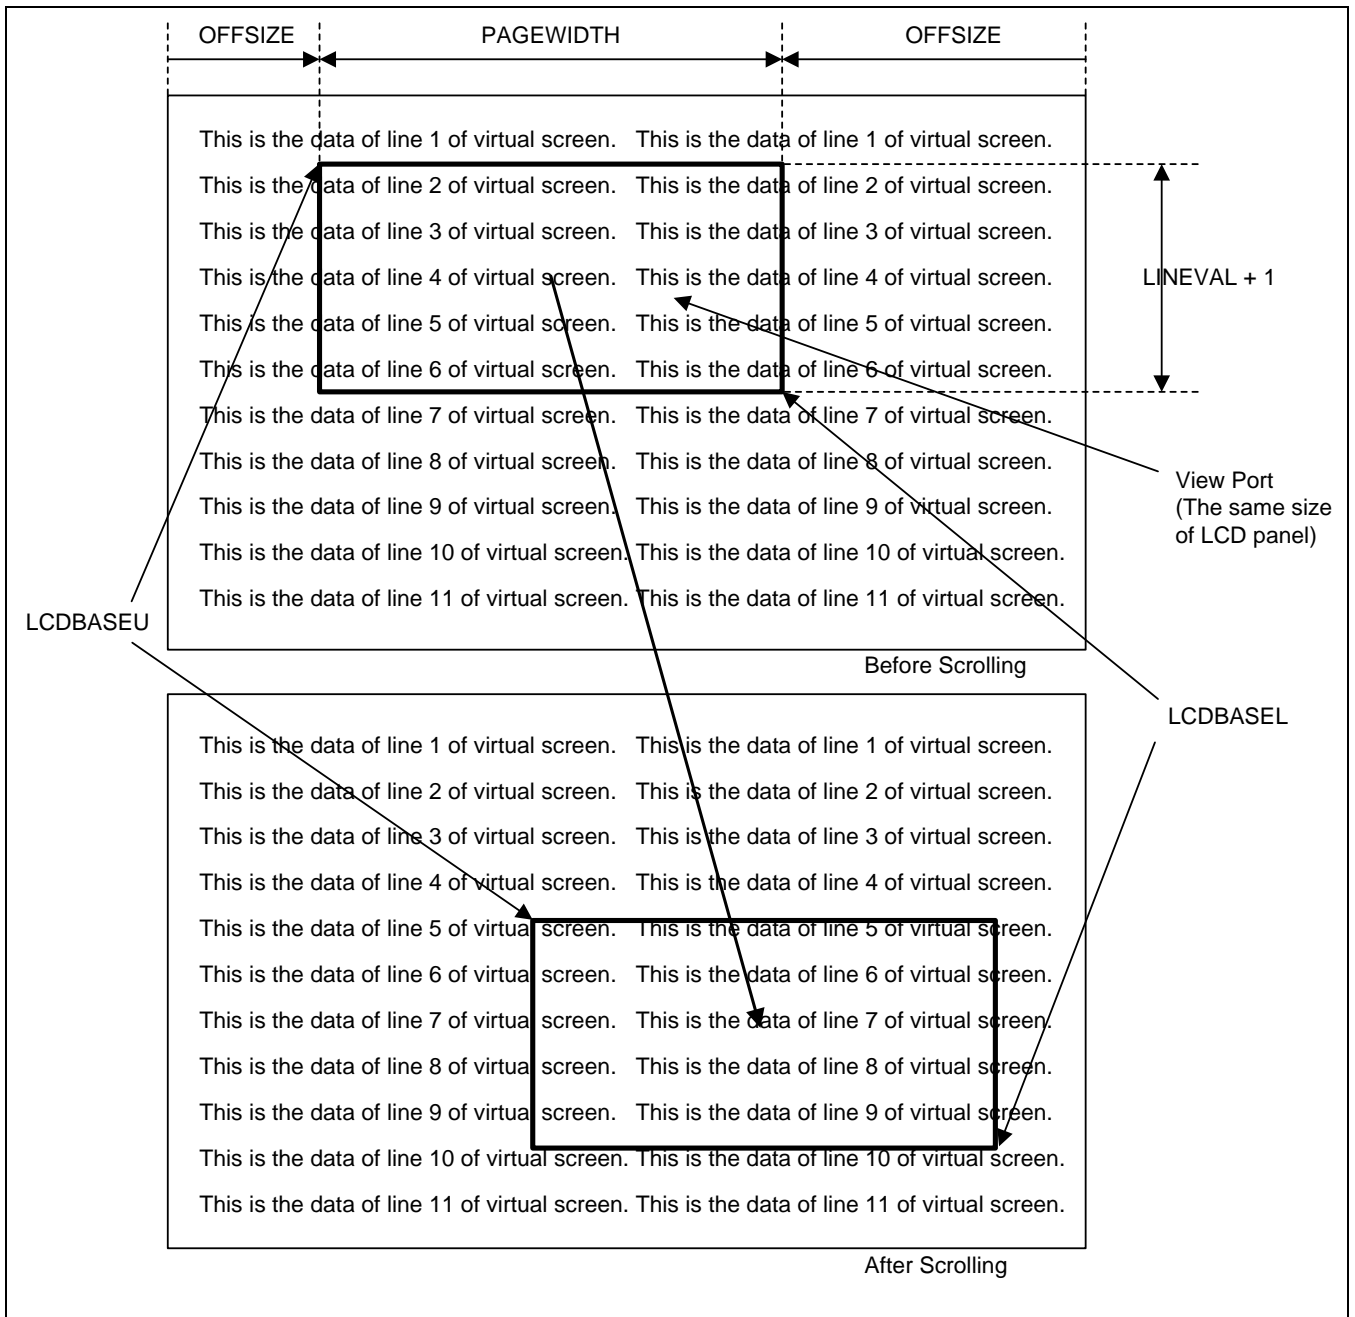 OFFSIZE PAGEWIDTH OFFSIZE
This is the data of line 1 of virtual screen. This is the data of line 1 of virtual screen.
This is the data of line 2 of virtual screen. This is the data of line 2 of virtual screen.
This is the data of line 3 of virtual screen. This is the data of line 3 of virtual screen.
This is the data of line 4 of virtual screen. This is the data of line 4 of virtual screen.
LINEVAL + 1
This is the data of line 5 of virtual screen. This is the data of line 5 of virtual screen.
This is the data of line 6 of virtual screen. This is the data of line 6 of virtual screen.
This is the data of line 7 of virtual screen. This is the data of line 7 of virtual screen.
This is the data of line 8 of virtual screen. This is the data of line 8 of virtual screen.
View Port
(The same size
of LCD panel)
This is the data of line 9 of virtual screen. This is the data of line 9 of virtual screen.
This is the data of line 10 of virtual screen. This is the data of line 10 of virtual screen.
This is the data of line 11 of virtual screen. This is the data of line 11 of virtual screen.
LCDBASEU
Before Scrolling
LCDBASEL
This is the data of line 1 of virtual screen. This is the data of line 1 of virtual screen.
This is the data of line 2 of virtual screen. This is the data of line 2 of virtual screen.
This is the data of line 3 of virtual screen. This is the data of line 3 of virtual screen.
This is the data of line 4 of virtual screen. This is the data of line 4 of virtual screen.
This is the data of line 5 of virtual screen. This is the data of line 5 of virtual screen.
This is the data of line 6 of virtual screen. This is the data of line 6 of virtual screen.
This is the data of line 7 of virtual screen. This is the data of line 7 of virtual screen.
This is the data of line 8 of virtual screen. This is the data of line 8 of virtual screen.
This is the data of line 9 of virtual screen. This is the data of line 9 of virtual screen.
This is the data of line 10 of virtual screen. This is the data of line 10 of virtual screen.
This is the data of line 11 of virtual screen. This is the data of line 11 of virtual screen.
After Scrolling